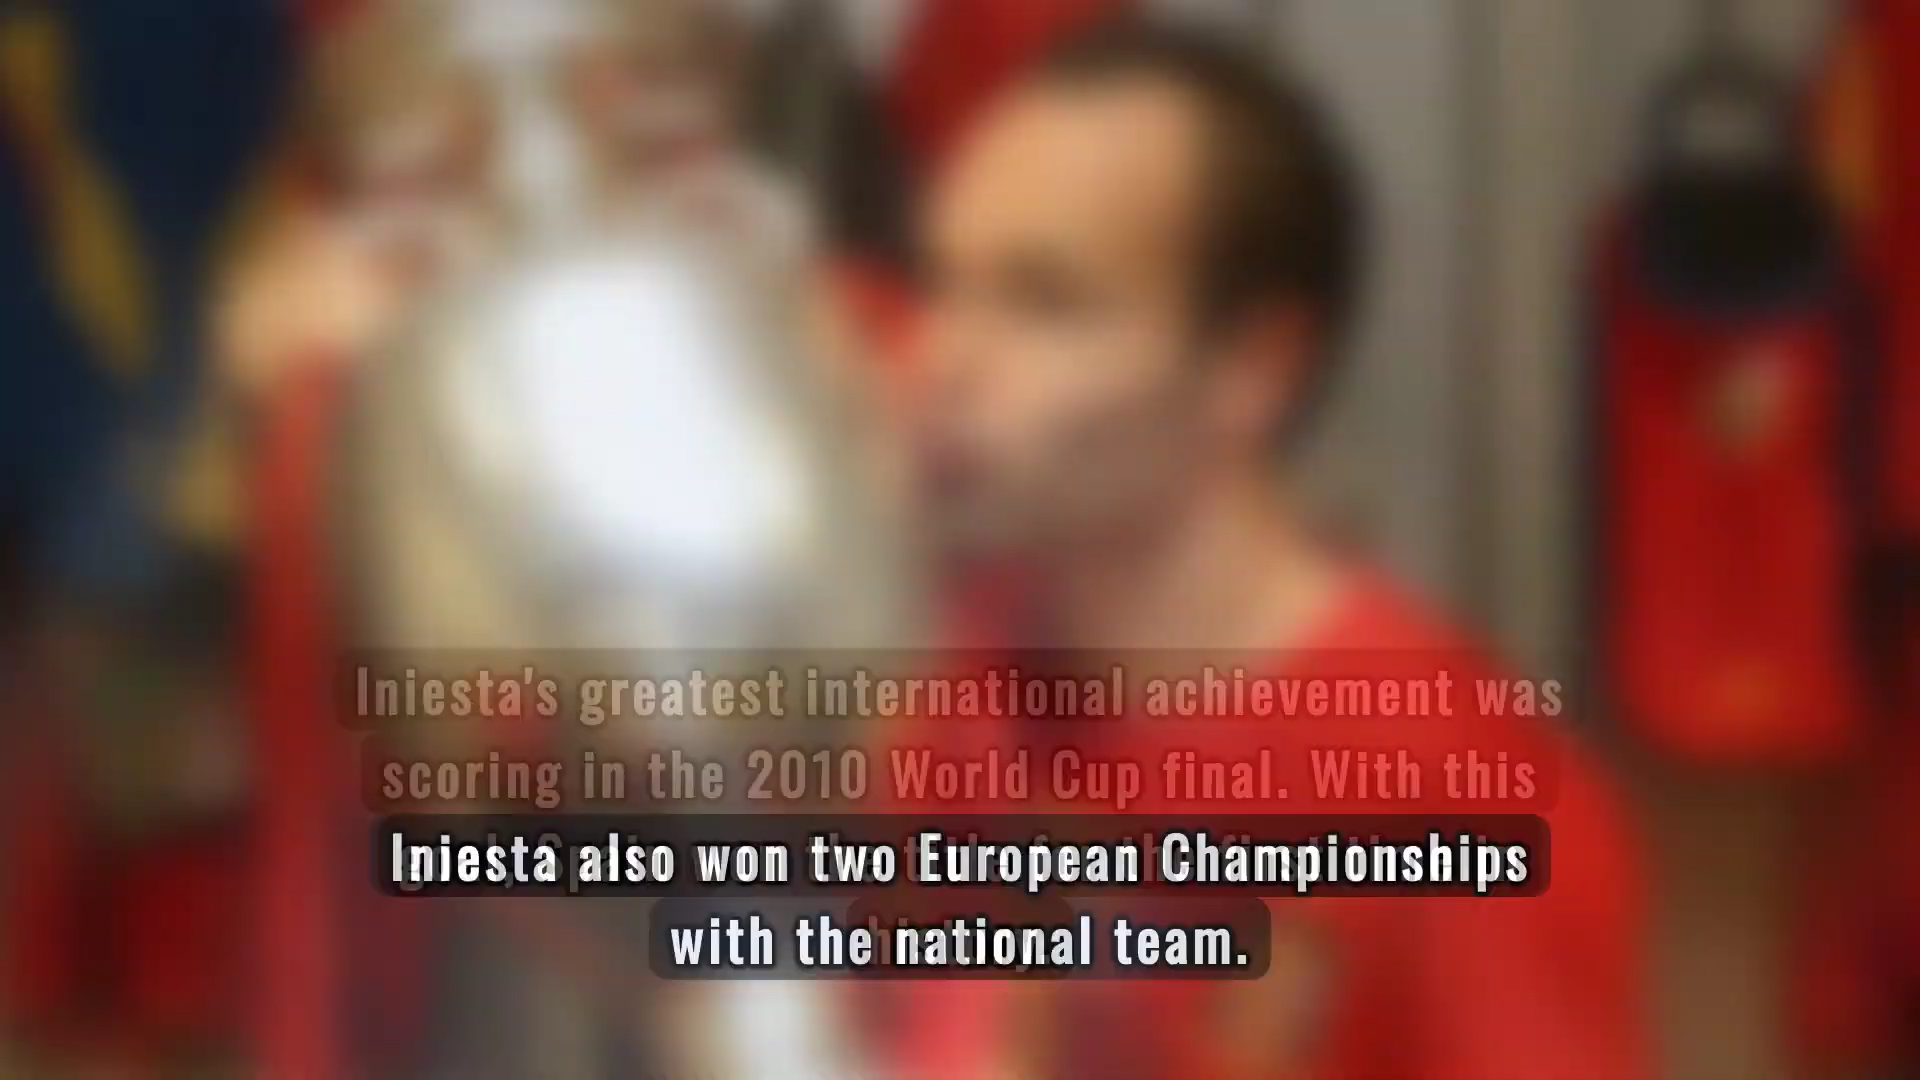 Iniesta's greatest international achievement was
scoring in the 2010 World Cup final. With this
Iniesta also won two European Championships
with the national team.